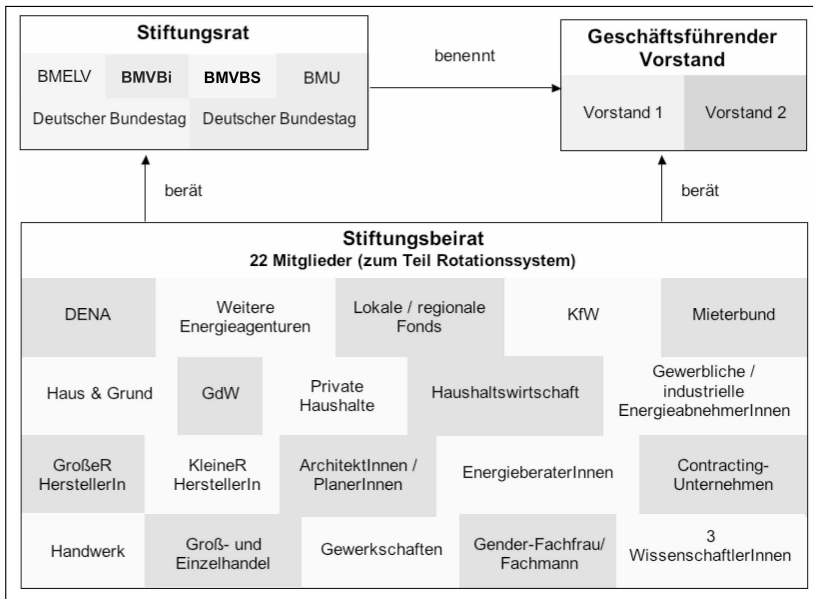 Stiftungsrat
BMELV BMVBi BMVBS BMU
Deutscher Bundestag Deutscher Bundestag
benennt
Geschäftsführender
Vorstand
Vorstand 1 Vorstand 2
berät
berät
Stiftungsbeirat
22 Mitglieder (zum Teil Rotationssystem)
DENA
Weitere
Energieagenturen
Lokale / regionale
Fonds
KfW
Mieterbund
Haus & Grund
GdW
Private
Haushalte
Haushaltswirtschaft
Gewerbliche /
industrielle
EnergieabnehmerInnen
GroßeR
HerstellerIn
KleineR
HerstellerIn
ArchitektInnen /
PlanerInnen
EnergieberaterInnen
Contracting-
Unternehmen
Handwerk
Groß- und
Einzelhandel
Gewerkschaften
Gender-Fachfrau/
Fachmann
3
WissenschaftlerInnen